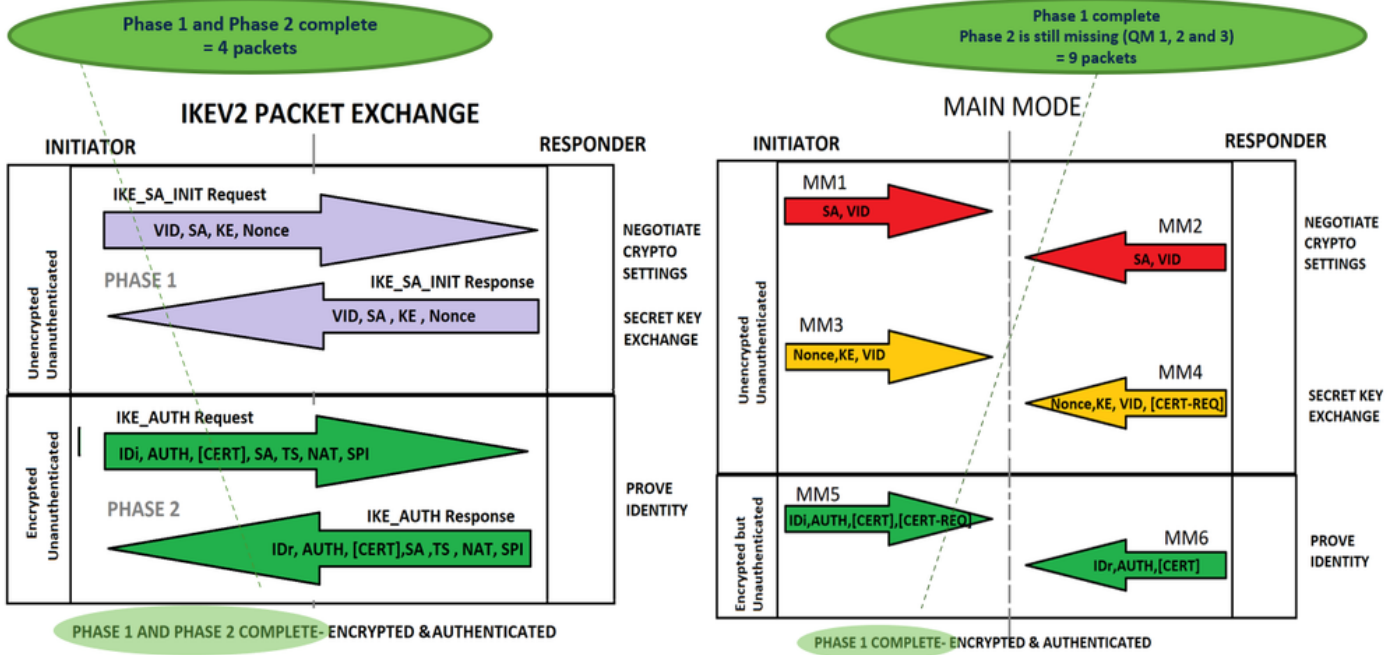 Phase 1 and Phase 2 complete
= 4 packets
IKEV2 PACKET EXCHANGE
INITIATOR
RESPONDER
Unencrypted
Unanuthenticated
IKE_SA_INIT Request
VID, SA, KE, Nonce
PHASE 1
IKE_SA_INIT Response
VID, SA , KE , Nonce
NEGOTIATE
CRYPTO
SETTINGS
SECRET KEY
EXCHANGE
Encrypted
Unanuthenticated
IKE_AUTH Request
IDi, AUTH, [CERT], SA, TS, NAT, SPI
PHASE 2
IKE_AUTH Response
IDr, AUTH, [CERT],SA ,TS , NAT, SPI
PROVE
IDENTITY
PHASE 1 AND PHASE 2 COMPLETE- ENCRYPTED & AUTHENTICATED
Phase 1 complete
Phase 2 is still missing (QM 1, 2 and 3)
= 9 packets
MAIN MODE
INITIATOR
RESPONDER
Unencrypted
Unanuthenticated
MM1
SA, VID
MM2
SA, VID
NEGOTIATE
CRYPTO
SETTINGS
MM3
Nonce,KE, VID
MM4
Nonce,KE, VID, [CERT-REQ]
SECRET KEY
EXCHANGE
Encrypted but
Unauthenticated
MM5
IDi,AUTH,[CERT],[CERT-REQ]
MM6
IDr,AUTH,[CERT]
PROVE
IDENTITY
PHASE 1 COMPLETE- ENCRYPTED & AUTHENTICATED